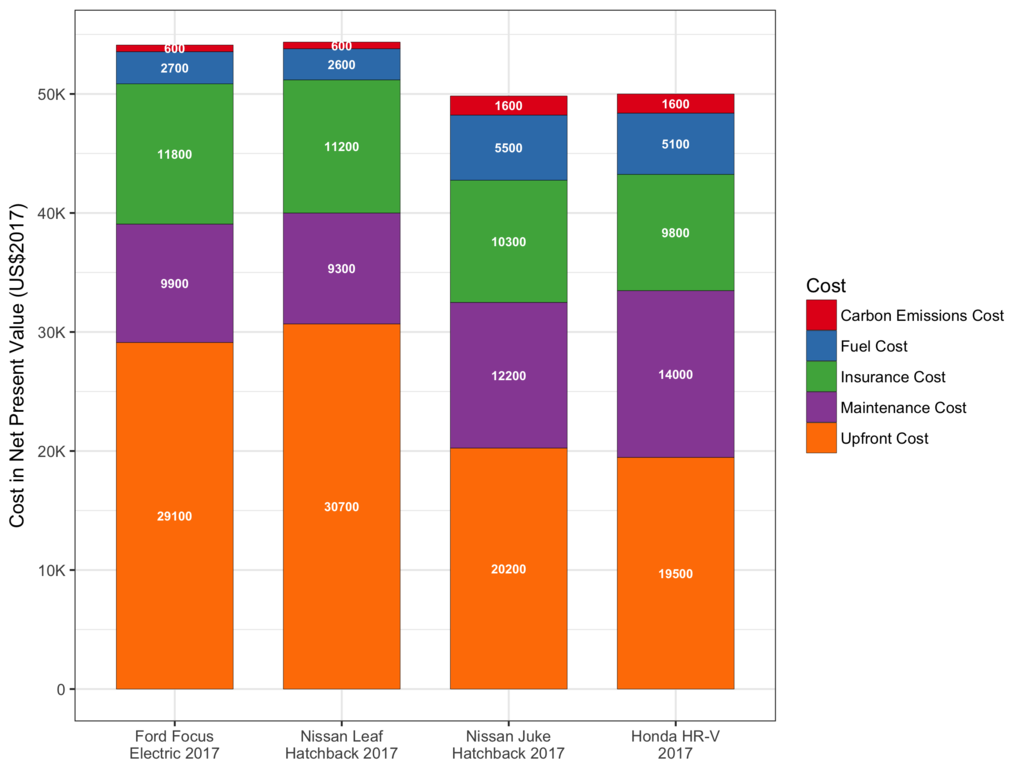 Cost in Net Present Value (US$2017)
50K
40K
30K
20K
10K
0
600
2700
11800
9900
29100
600
2600
11200
9300
30700
1600
5500
10300
12200
20200
1600
5100
9800
14000
19500
Ford Focus
Electric 2017
Nissan Leaf
Hatchback 2017
Nissan Juke
Hatchback 2017
Honda HR-V
2017
Cost
Carbon Emissions Cost
Fuel Cost
Insurance Cost
Maintenance Cost
Upfront Cost